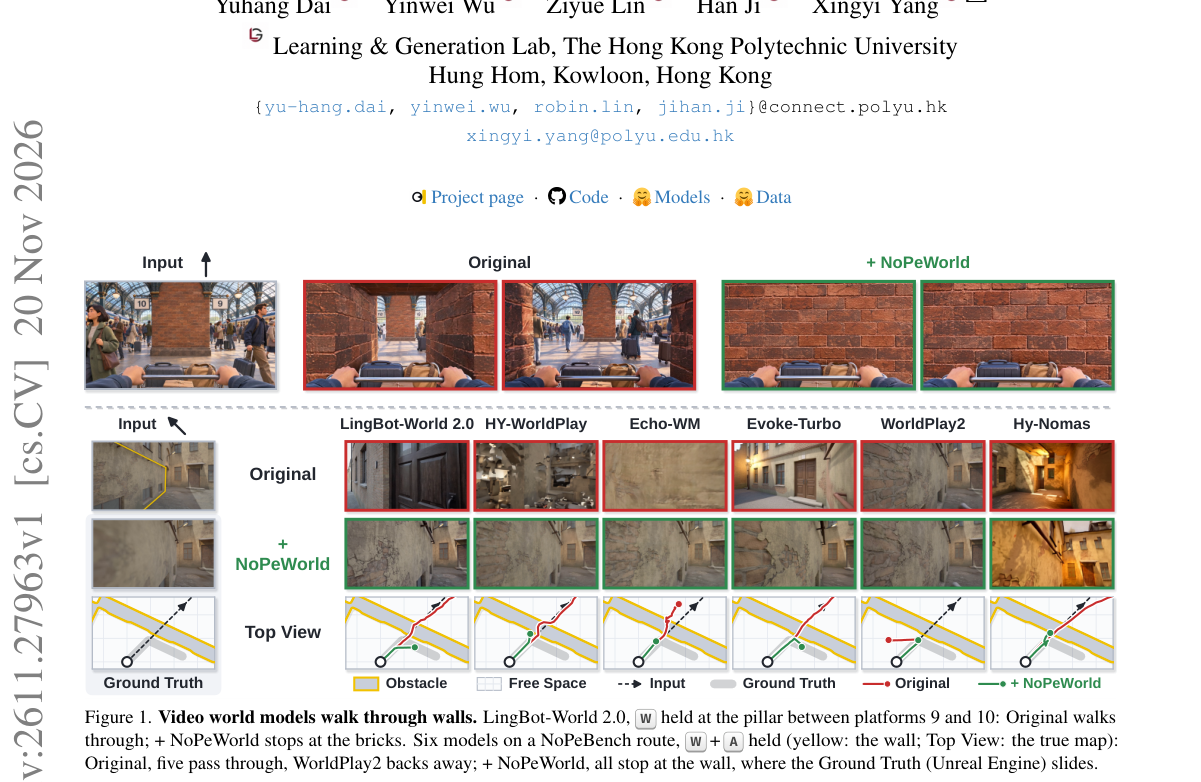 Yuhang Dai Yinwei Wu Ziyue Lin Han Ji Xingyi Yang
Learning & Generation Lab, The Hong Kong Polytechnic University
Hung Hom, Kowloon, Hong Kong
{yu-hang.dai, yinwei.wu, robin.lin, jihan.ji}@connect.polyu.hk
xingyi.yang@polyu.edu.hk
Project page · Code · Models · Data
v:2611.27963v1 [cs.CV] 20 Nov 2026
Input Original + NoPeWorld
10 9
Input LingBot-World 2.0 HY-WorldPlay Echo-WM Evoke-Turbo WorldPlay2 Hy-Nomas
Original
+
NoPeWorld
Top View
Ground Truth
Obstacle Free Space Input Ground Truth Original + NoPeWorld
Figure 1. Video world models walk through walls. LingBot-World 2.0, W held at the pillar between platforms 9 and 10: Original walks
through; + NoPeWorld stops at the bricks. Six models on a NoPeBench route, W + A held (yellow: the wall; Top View: the true map):
Original, five pass through, WorldPlay2 backs away; + NoPeWorld, all stop at the wall, where the Ground Truth (Unreal Engine) slides.